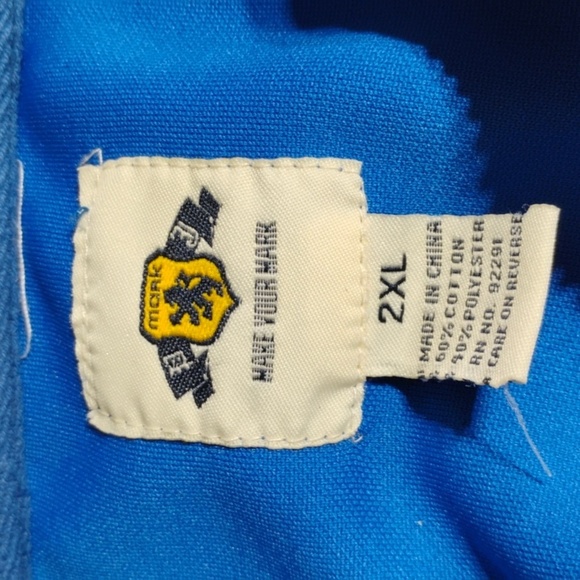 MARK
MAKE YOUR MARK
2XL
MADE IN CHINA
60% COTTON
40% POLYESTER
RN NO. 92291
CARE ON REVERSE